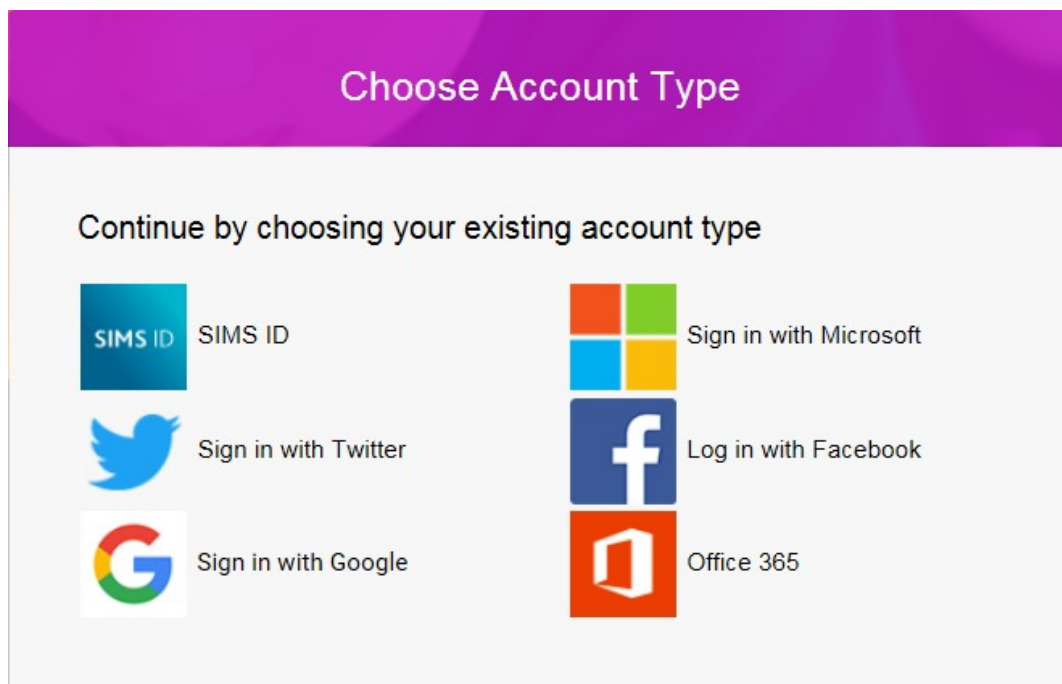 Choose Account Type
Continue by choosing your existing account type
SIMS ID SIMS ID
Sign in with Microsoft
Sign in with Twitter
Log in with Facebook
Sign in with Google
Office 365